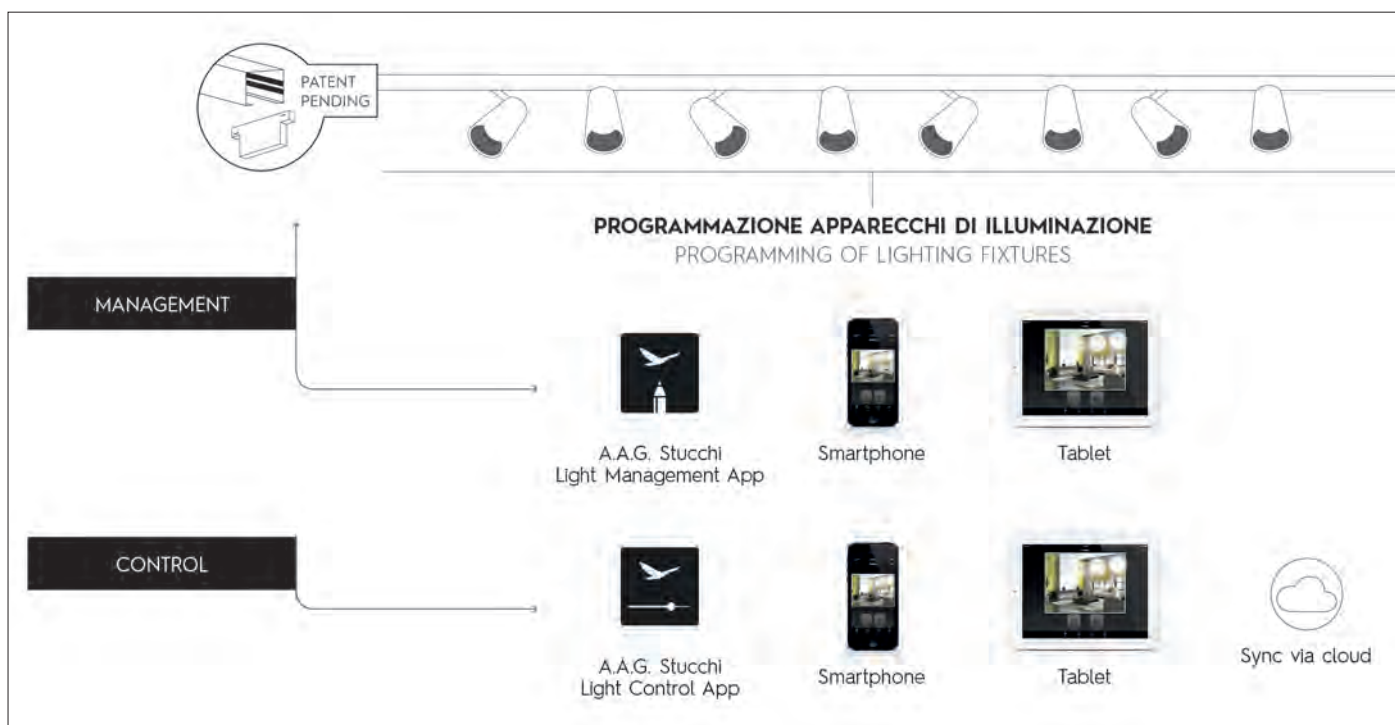 PATENT
PENDING
PROGRAMMAZIONE APPARECCHI DI ILLUMINAZIONE
PROGRAMMING OF LIGHTING FIXTURES
MANAGEMENT
A.A.G. Stucchi
Light Management App
Smartphone
Tablet
CONTROL
A.A.G. Stucchi
Light Control App
Smartphone
Tablet
Sync via cloud